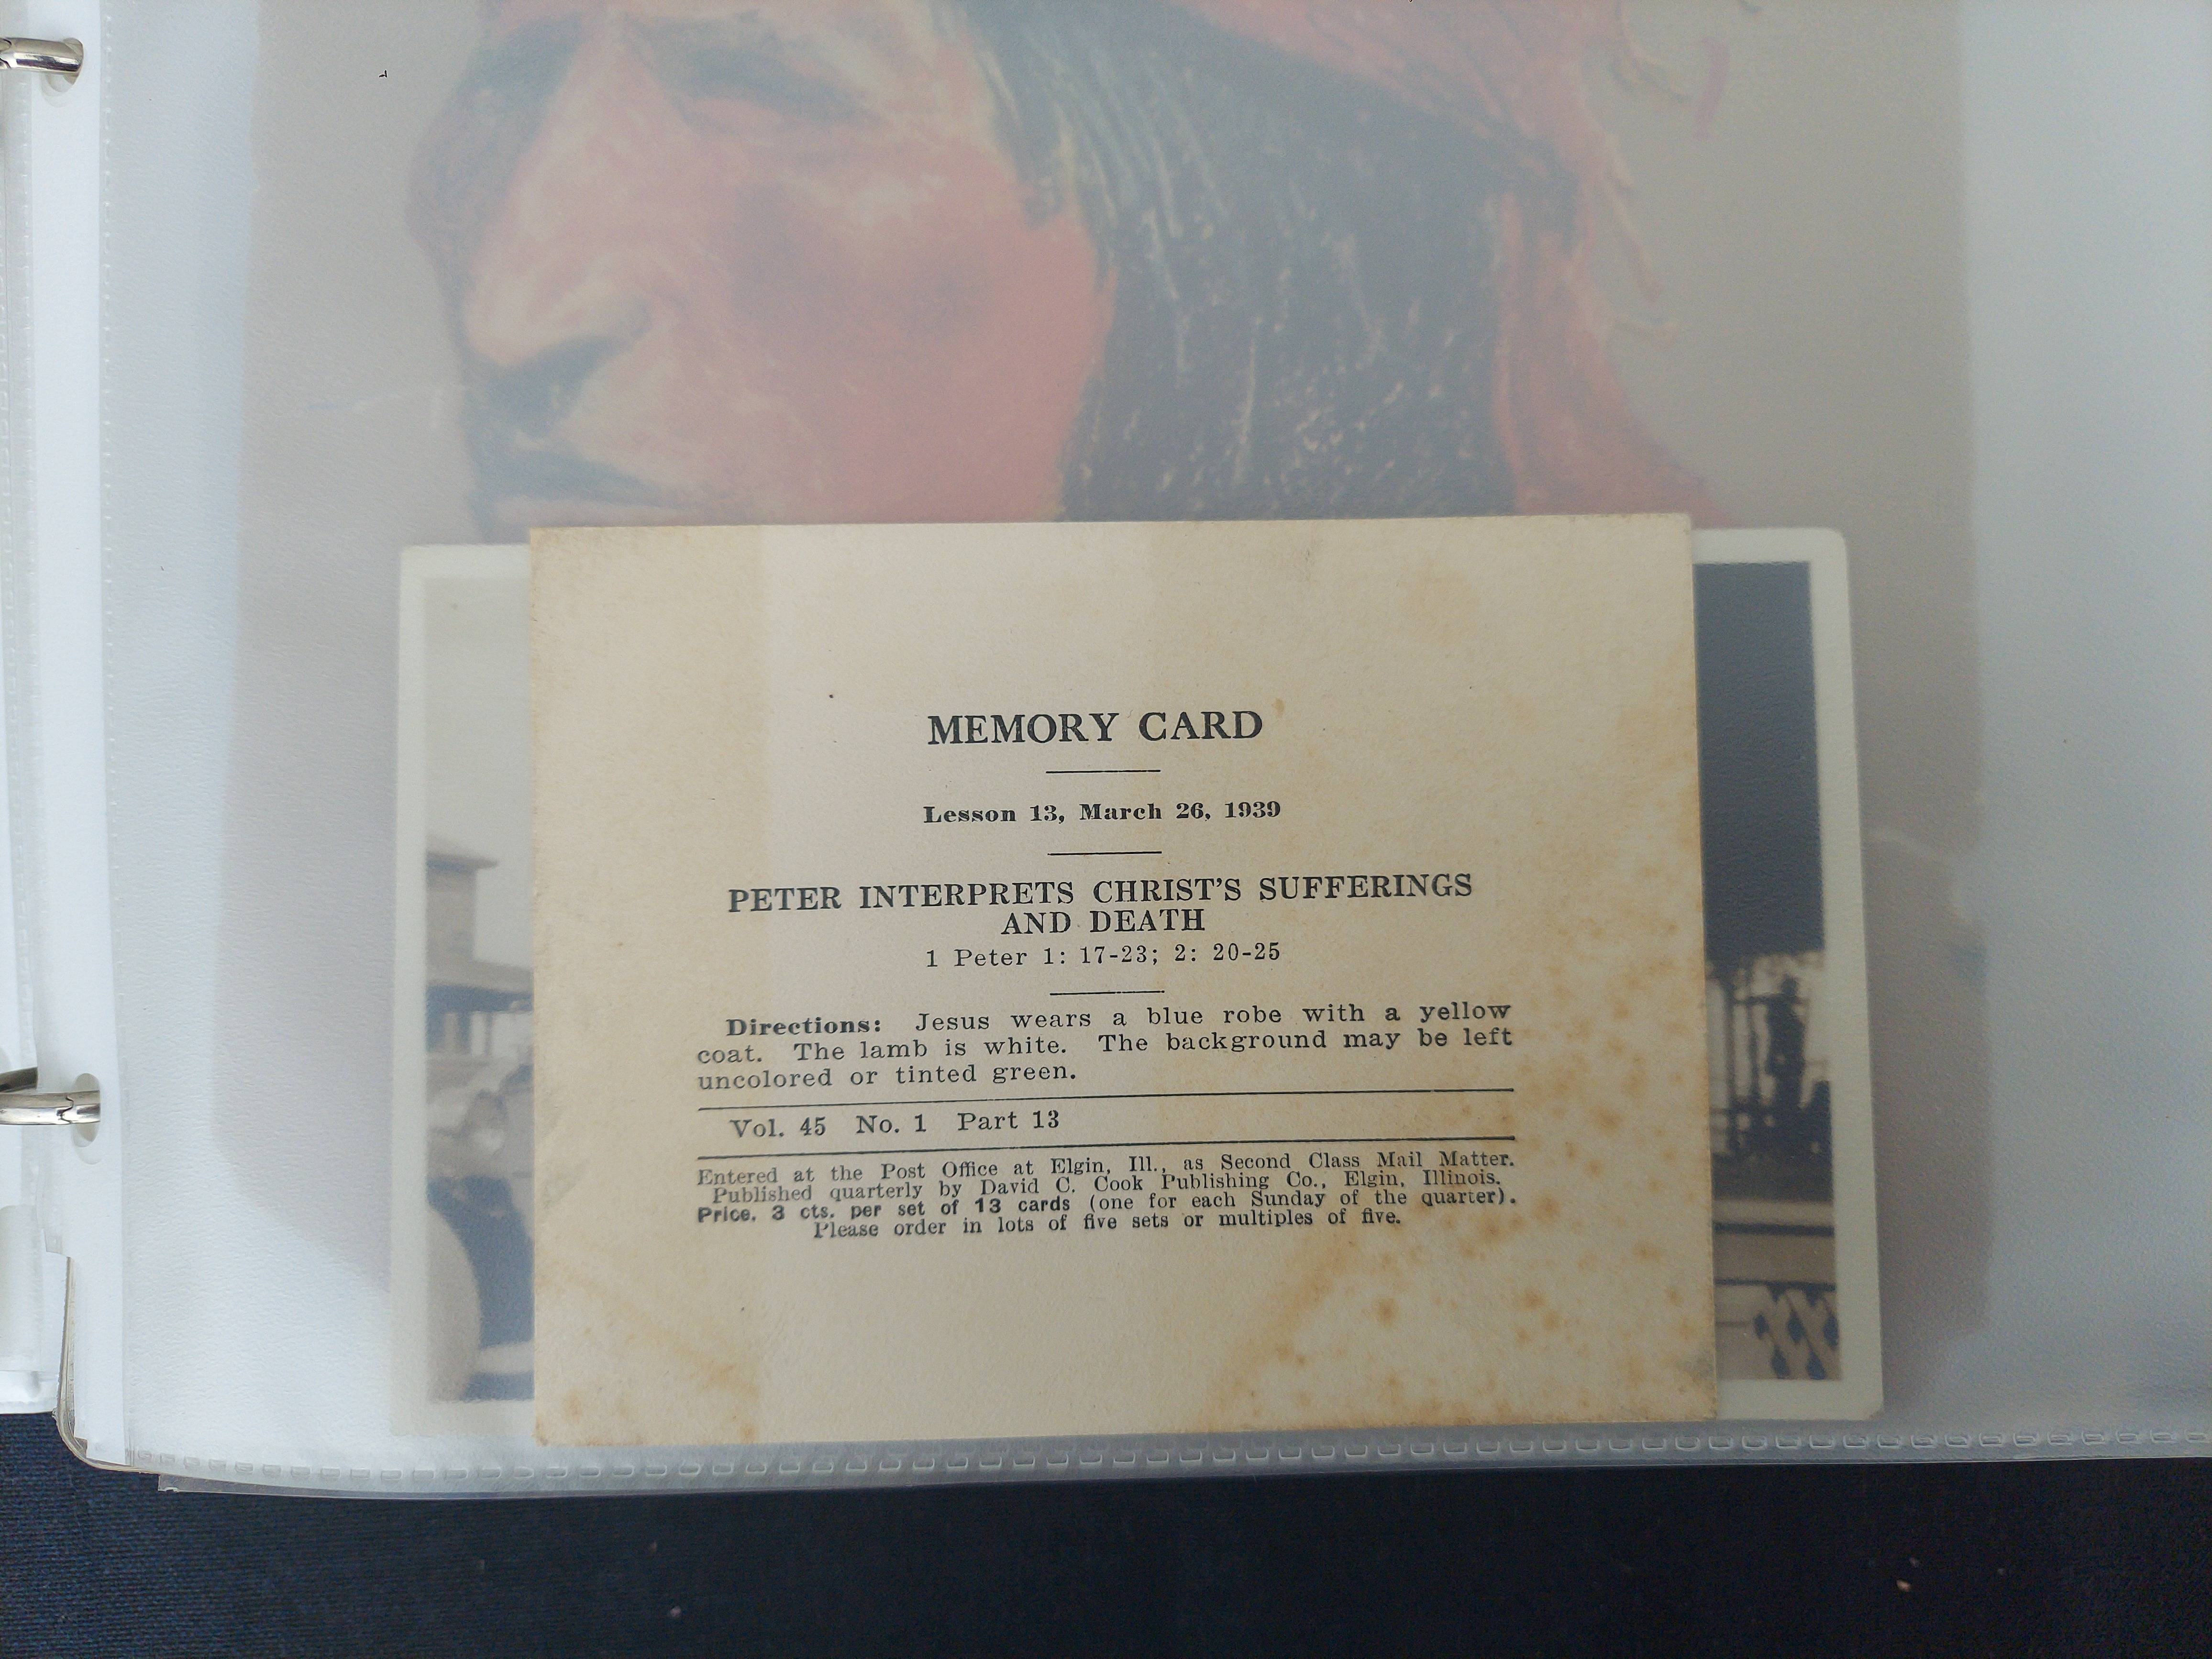 MEMORY CARD
Lesson 13, March 26, 1939
PETER INTERPRETS CHRIST'S SUFFERINGS
AND DEATH
1 Peter 1: 17-23; 2: 20-25
Directions: Jesus wears a blue robe with a yellow
coat. The lamb is white. The background may be left
uncolored or tinted green.
Vol. 45 No. 1 Part 13
Entered at the Post Office at Elgin, Ill., as Second Class Mail Matter.
Published quarterly by David C. Cook Publishing Co., Elgin, Illinois.
Price, 3 cts. per set of 13 cards (one for each Sunday of the quarter).
Please order in lots of five sets or multiples of five.